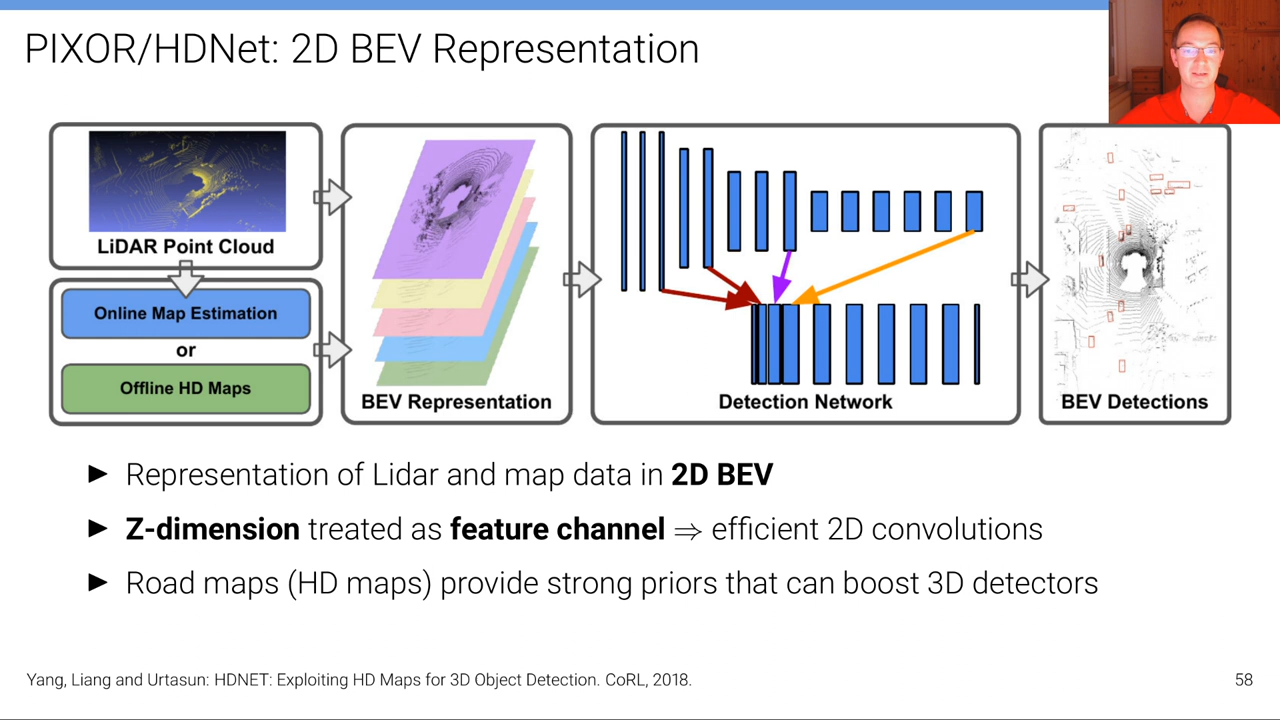 PIXOR/HDNet: 2D BEV Representation
LiDAR Point Cloud
Online Map Estimation
or
Offline HD Maps
BEV Representation
Detection Network
BEV Detections
► Representation of Lidar and map data in 2D BEV
► Z-dimension treated as feature channel ⇒ efficient 2D convolutions
► Road maps (HD maps) provide strong priors that can boost 3D detectors
Yang, Liang and Urtasun: HDNET: Exploiting HD Maps for 3D Object Detection. CoRL, 2018.
58